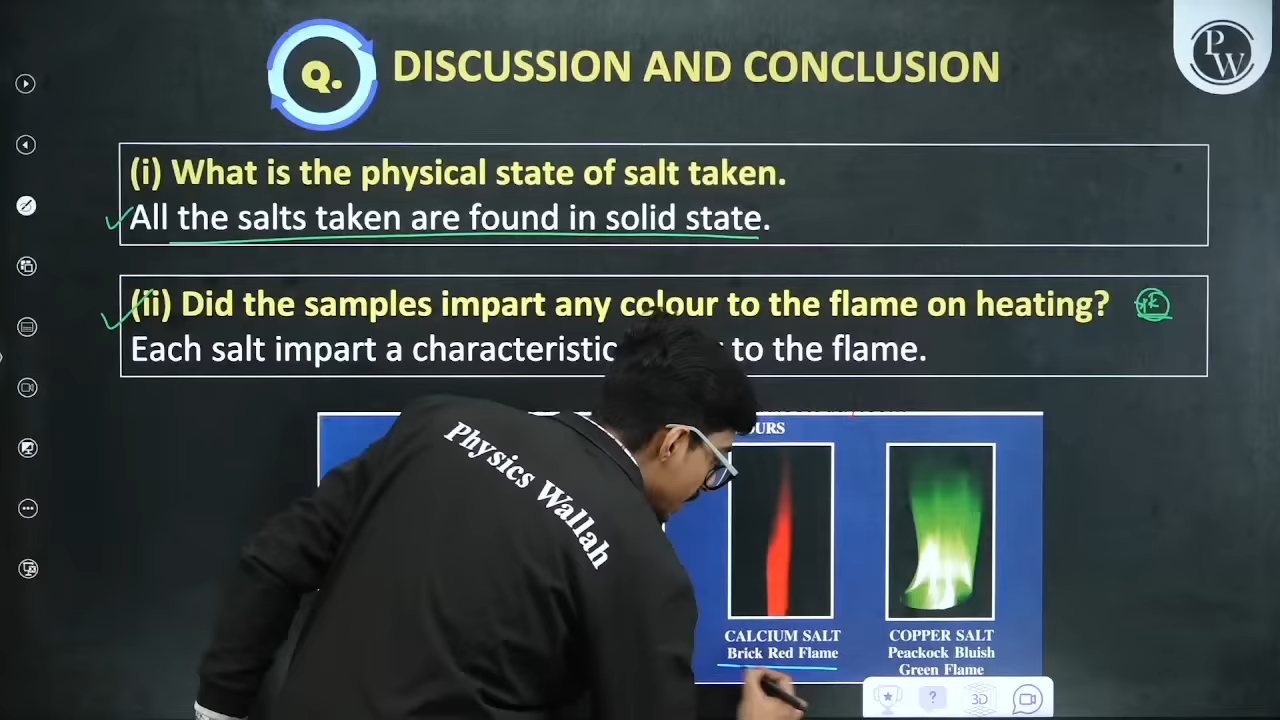 Q.
DISCUSSION AND CONCLUSION
P
W
(i) What is the physical state of salt taken.
All the salts taken are found in solid state.
(ii) Did the samples impart any colour to the flame on heating?
Each salt impart a characteristic to the flame.
Physics Wallah
CALCIUM SALT
Brick Red Flame
COPPER SALT
Peackock Bluish
Green Flame
?
3D